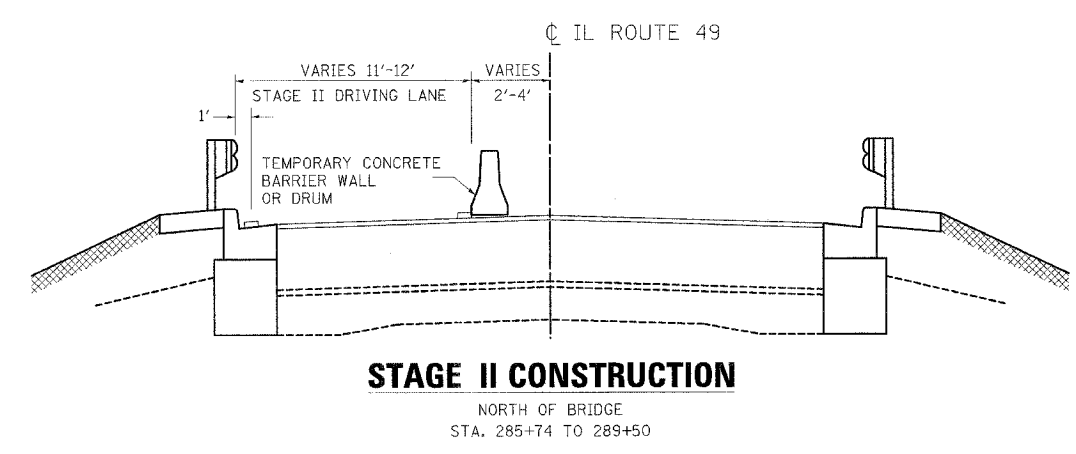 ℄ IL ROUTE 49
VARIES 11'-12'
VARIES
STAGE II DRIVING LANE
2'-4'
1'
TEMPORARY CONCRETE
BARRIER WALL
OR DRUM
STAGE II CONSTRUCTION
NORTH OF BRIDGE
STA. 285+74 TO 289+50